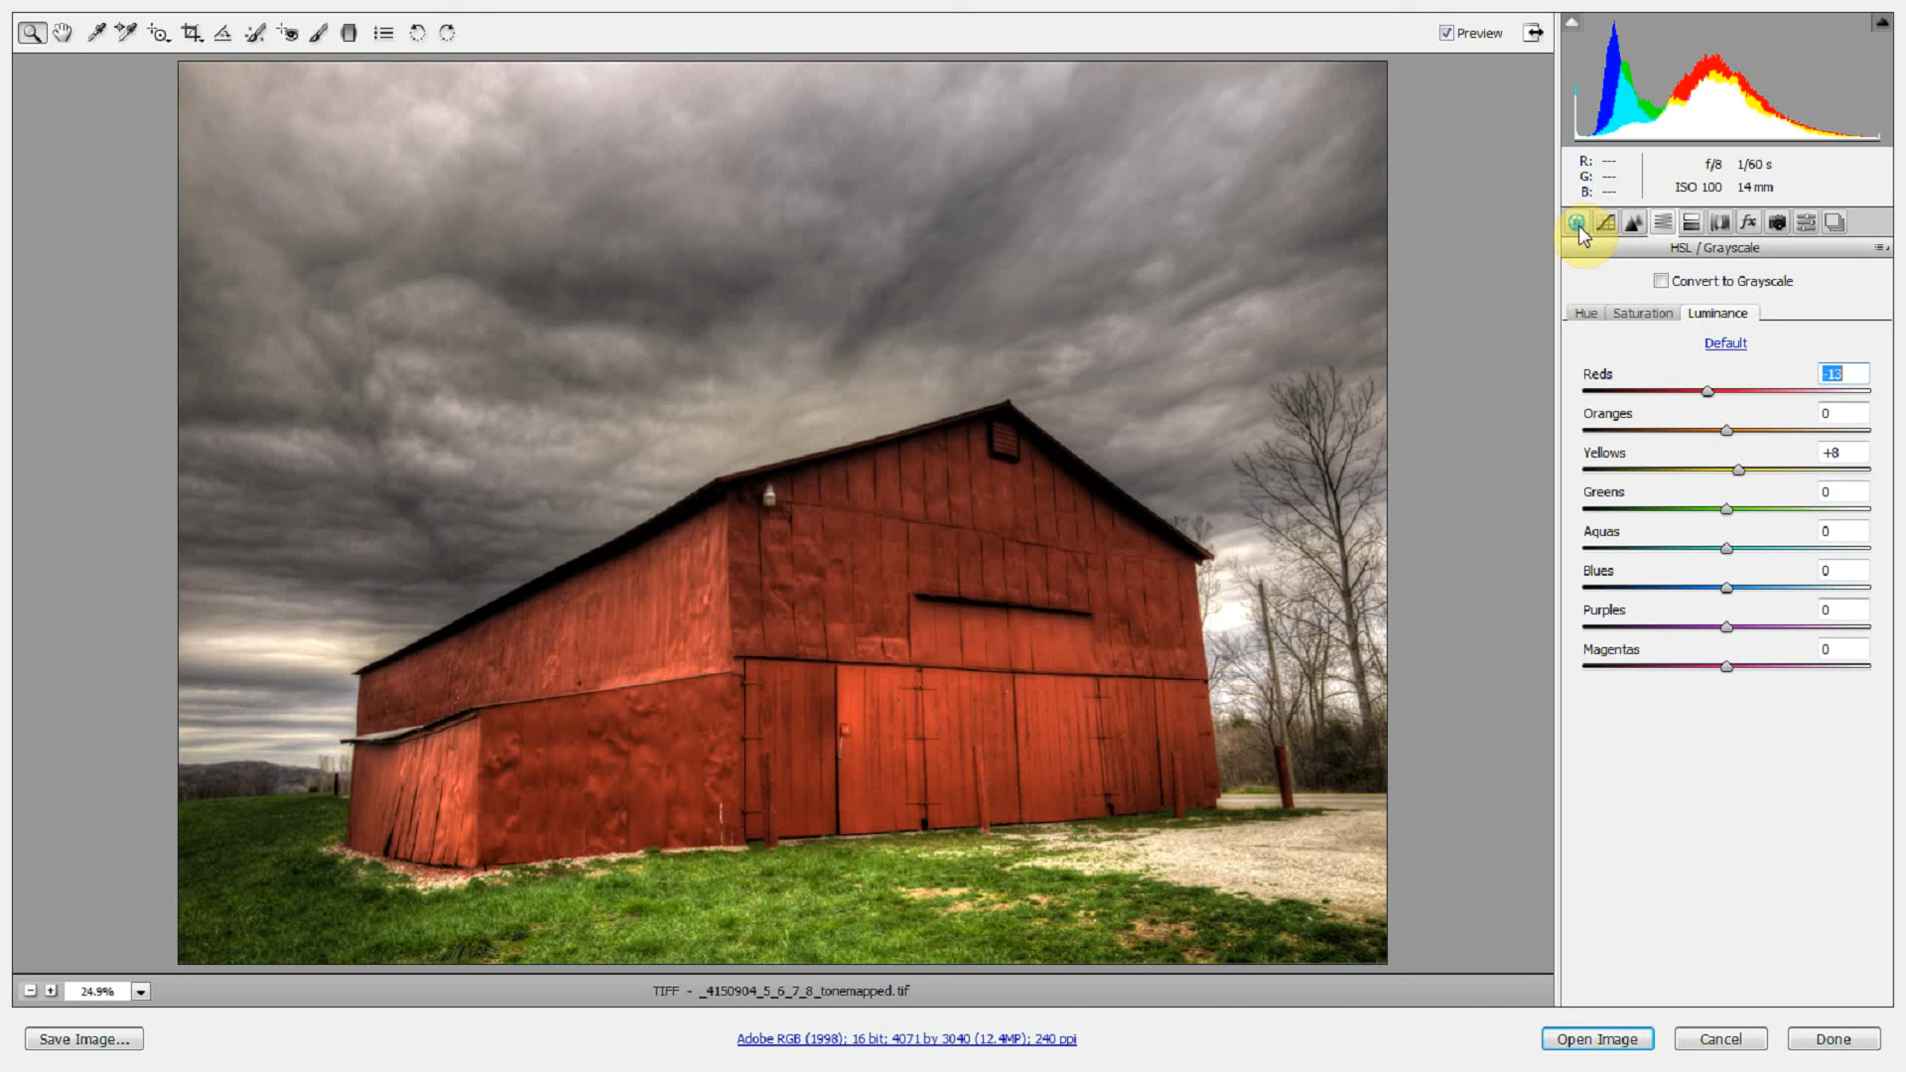 Preview
R: ---
G: ---
B: ---
f/8 1/60 s
ISO 100 14 mm
fx
HSL / Grayscale
Convert to Grayscale
Hue Saturation Luminance
Default
Reds -13
Oranges 0
Yellows +8
Greens 0
Aquas 0
Blues 0
Purples 0
Magentas 0
24.9%
TIFF - _4150904_5_6_7_8_tonemapped.tif
Save Image...
Adobe RGB (1998); 16 bit; 4071 by 3040 (12.4MP); 240 ppi
Open Image Cancel Done